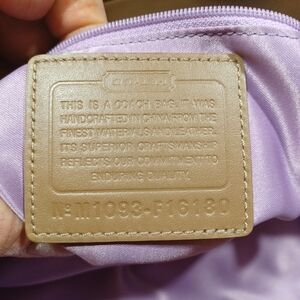 COACH
THIS IS A COACH BAG. IT WAS
HANDCRAFTED IN CHINA FROM THE
FINEST MATERIALS AND LEATHER.
ITS SUPERIOR CRAFTSMANSHIP
REFLECTS OUR COMMITMENT TO
ENDURING QUALITY.
Nº M1093-F16180